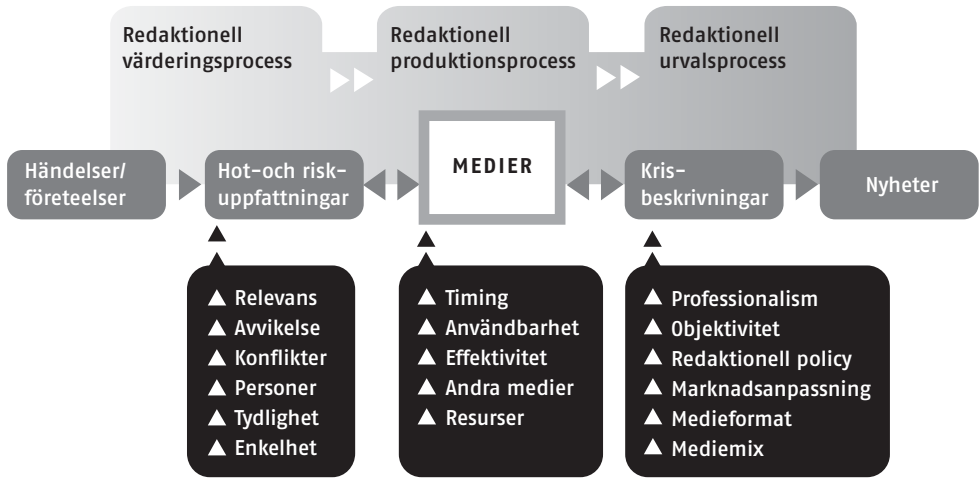 Redaktionell
värderingsprocess
Redaktionell
produktionsprocess
Redaktionell
urvalsprocess
Händelser/
företeelser
Hot-och risk-
uppfattningar
MEDIER
Kris-
beskrivningar
Nyheter
Relevans
Avvikelse
Konflikter
Personer
Tydlighet
Enkelhet
Timing
Användbarhet
Effektivitet
Andra medier
Resurser
Professionalism
Objektivitet
Redaktionell policy
Marknadsanpassning
Medieformat
Mediemix